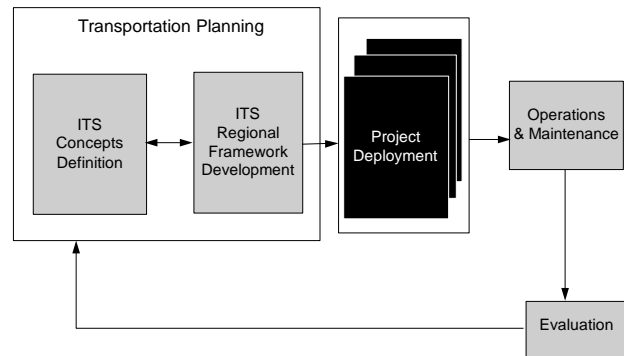 Transportation Planning
ITS
Concepts
Definition
ITS
Regional
Framework
Development
Project
Deployment
Operations
& Maintenance
Evaluation